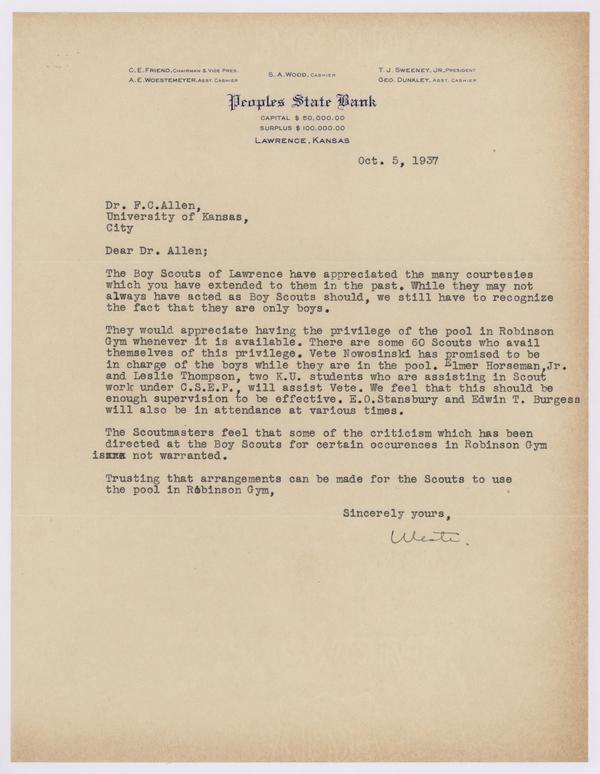 C. E. Friend, Chairman & Vice Pres.
A. E. Woestemeyer, Asst. Cashier
S. A. Wood, Cashier
T. J. Sweeney, Jr., President
Geo. Dunkley, Asst. Cashier
Peoples State Bank
CAPITAL $ 50,000.00
SURPLUS $ 100,000.00
LAWRENCE, KANSAS
Oct. 5, 1937
Dr. F.C.Allen,
University of Kansas,
City
Dear Dr. Allen;
The Boy Scouts of Lawrence have appreciated the many courtesies
which you have extended to them in the past. While they may not
always have acted as Boy Scouts should, we still have to recognize
the fact that they are only boys.
They would appreciate having the privilege of the pool in Robinson
Gym whenever it is available. There are some 60 Scouts who avail
themselves of this privilege. Vete Nowosinski has promised to be
in charge of the boys while they are in the pool. Elmer Horseman,Jr.
and Leslie Thompson, two K.U. students who are assisting in Scout
work under C.S.E.P., will assist Vete. We feel that this should be
enough supervision to be effective. E.O.Stansbury and Edwin T. Burgess
will also be in attendance at various times.
The Scoutmasters feel that some of the criticism which has been
directed at the Boy Scouts for certain occurences in Robinson Gym
is not warranted.
Trusting that arrangements can be made for the Scouts to use
the pool in Robinson Gym,
Sincerely yours,
Weste.